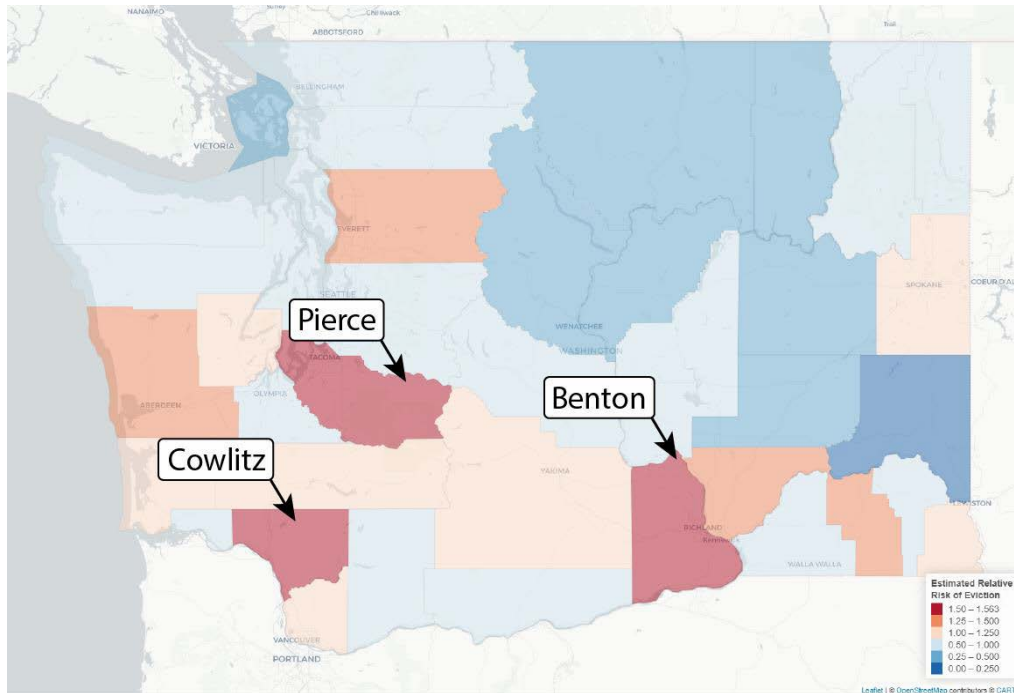 NANAIMO
Chilliwack
Trail
ABBOTSFORD
BELLINGHAM
VICTORIA
EVERETT
SPOKANE
COEUR D'AL
SEATTLE
Pierce
WENATCHEE
WASHINGTON
TACOMA
OLYMPIA
Benton
ABERDEEN
Cowlitz
YAKIMA
LEWISTON
RICHLAND
Kennewick
WALLA WALLA
Estimated Relative
Risk of Eviction
1.50 – 1.563
1.25 – 1.500
1.00 – 1.250
0.50 – 1.000
0.25 – 0.500
0.00 – 0.250
VANCOUVER
PORTLAND
Leaflet | © OpenStreetMap contributors © CART